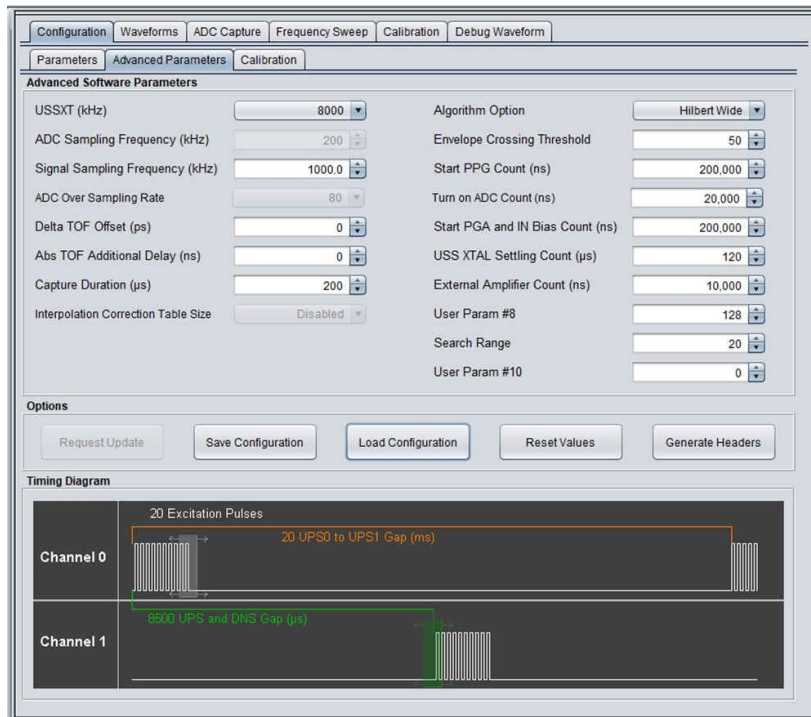 Configuration Waveforms ADC Capture Frequency Sweep Calibration Debug Waveform
Parameters Advanced Parameters Calibration
Advanced Software Parameters
USSXT (kHz) 8000 Algorithm Option Hilbert Wide
ADC Sampling Frequency (kHz) 200 Envelope Crossing Threshold 50
Signal Sampling Frequency (kHz) 1000.0 Start PPG Count (ns) 200,000
ADC Over Sampling Rate 80 Turn on ADC Count (ns) 20,000
Delta TOF Offset (ps) 0 Start PGA and IN Bias Count (ns) 200,000
Abs TOF Additional Delay (ns) 0 USS XTAL Settling Count (µs) 120
Capture Duration (µs) 200 External Amplifier Count (ns) 10,000
Interpolation Correction Table Size Disabled User Param #8 128
Search Range 20
User Param #10 0
Options
Request Update Save Configuration Load Configuration Reset Values Generate Headers
Timing Diagram
20 Excitation Pulses
20 UPS0 to UPS1 Gap (ms)
Channel 0
8500 UPS and DNS Gap (µs)
Channel 1